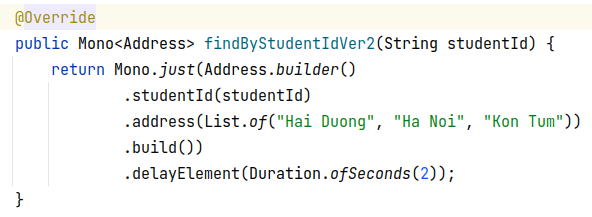 @Override
public Mono<Address> findByStudentIdVer2(String studentId) {
    return Mono.just(Address.builder()
            .studentId(studentId)
            .address(List.of("Hai Duong", "Ha Noi", "Kon Tum"))
            .build())
            .delayElement(Duration.ofSeconds(2));
}